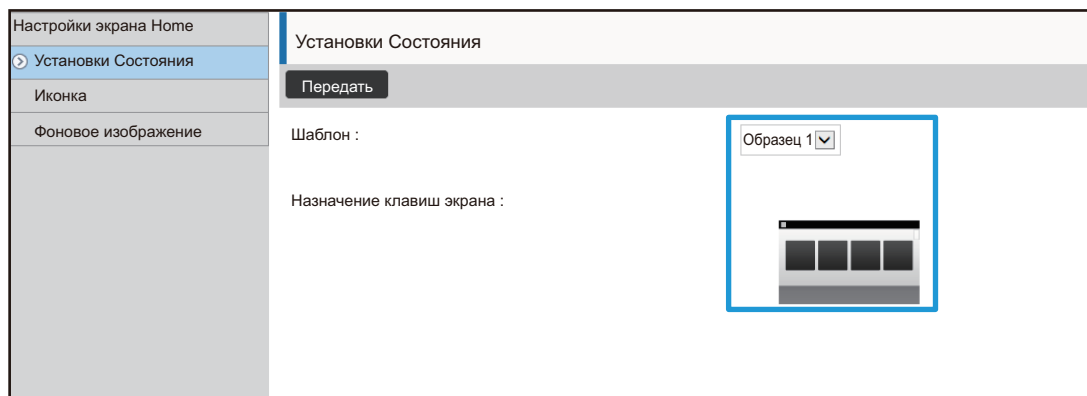 Настройки экрана Home
Установки Состояния
Иконка
Фоновое изображение
Установки Состояния
Передать
Шаблон :
Образец 1
Назначение клавиш экрана :